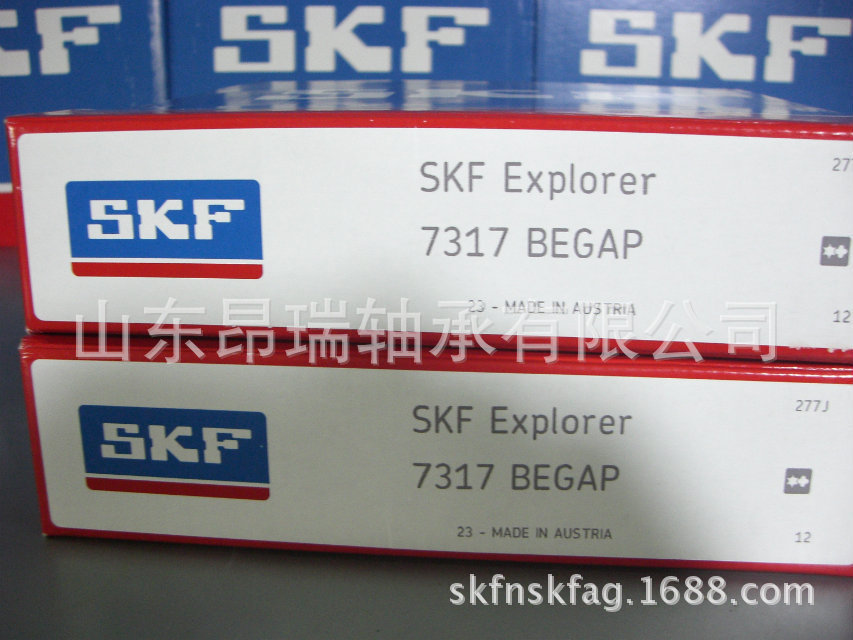 SKF
SKF
SKF
SKF
SKF Explorer
7317 BEGAP
23 - MADE IN AUSTRIA
277
12
山东昂瑞轴承有限公司
SKF
SKF Explorer
7317 BEGAP
23 - MADE IN AUSTRIA
277J
12
skfnskfag.1688.com